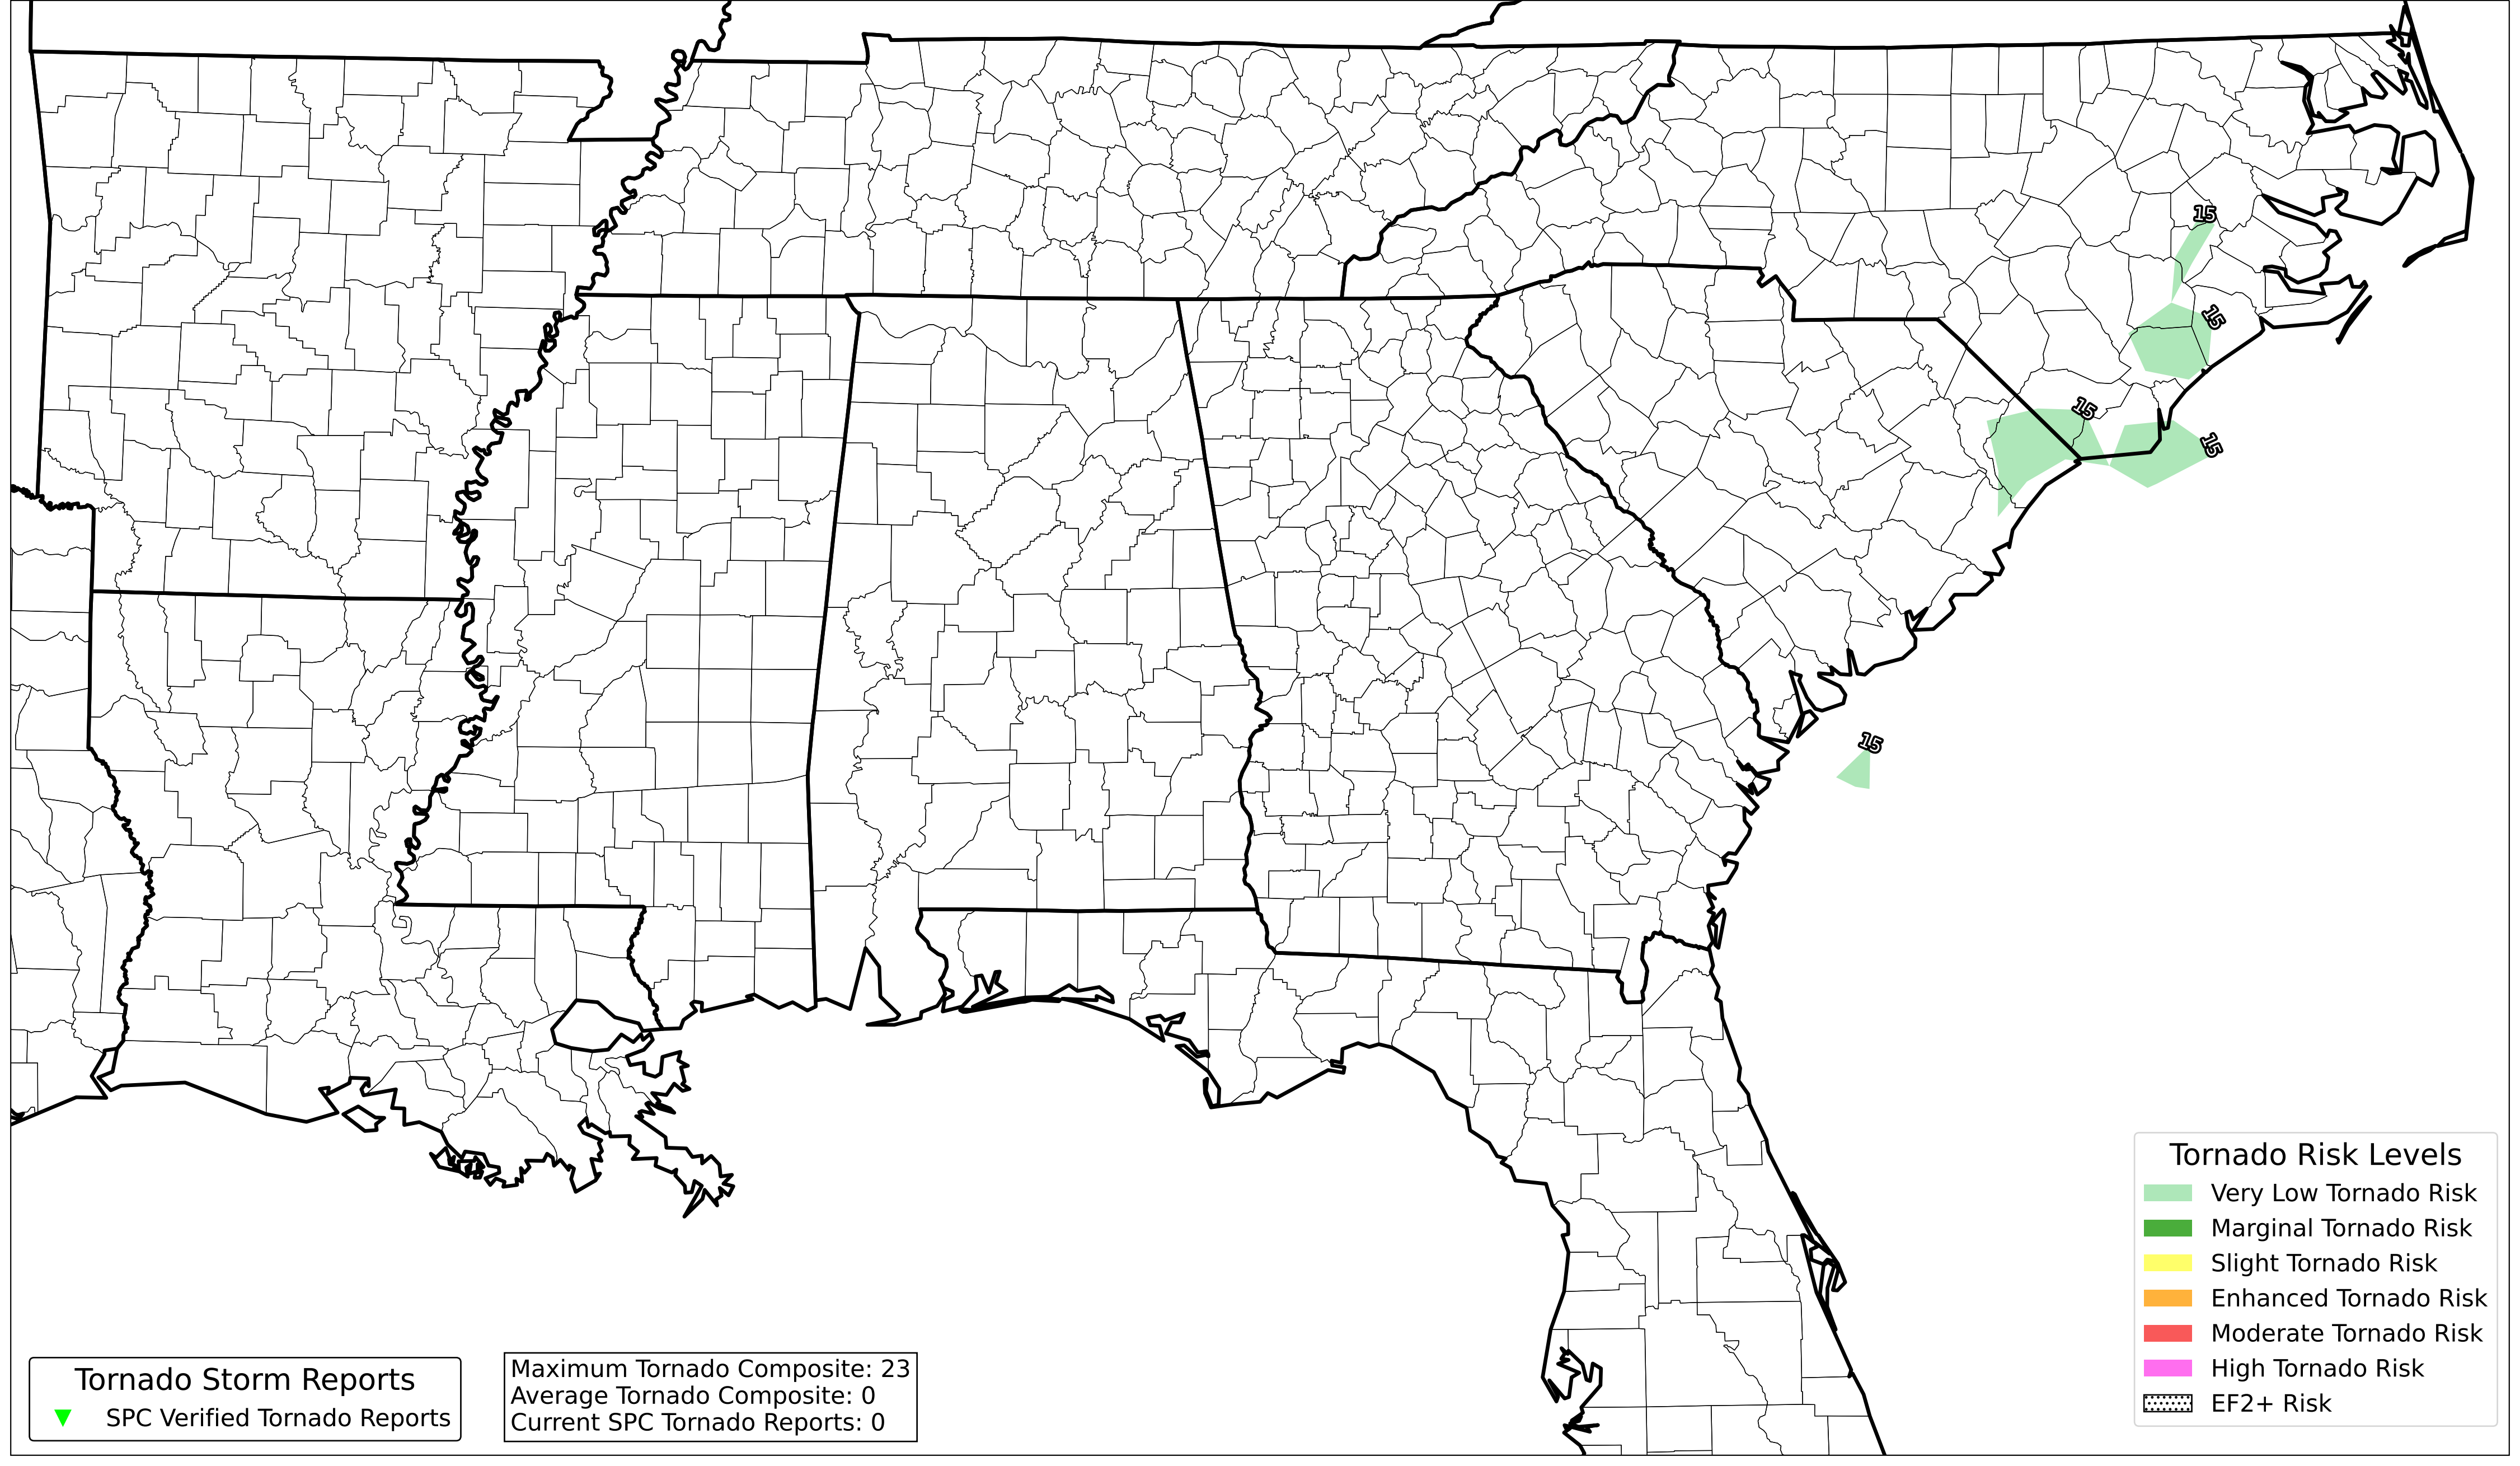 15
15
15
15
15
Tornado Risk Levels
Very Low Tornado Risk
Marginal Tornado Risk
Slight Tornado Risk
Enhanced Tornado Risk
Moderate Tornado Risk
High Tornado Risk
EF2+ Risk
Tornado Storm Reports
SPC Verified Tornado Reports
Maximum Tornado Composite: 23
Average Tornado Composite: 0
Current SPC Tornado Reports: 0